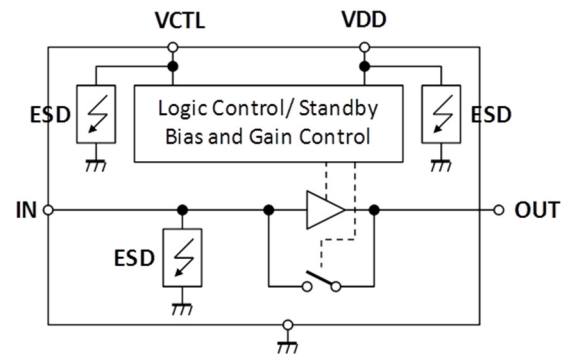 VCTL
VDD
ESD
Logic Control/ Standby
Bias and Gain Control
ESD
IN
OUT
ESD